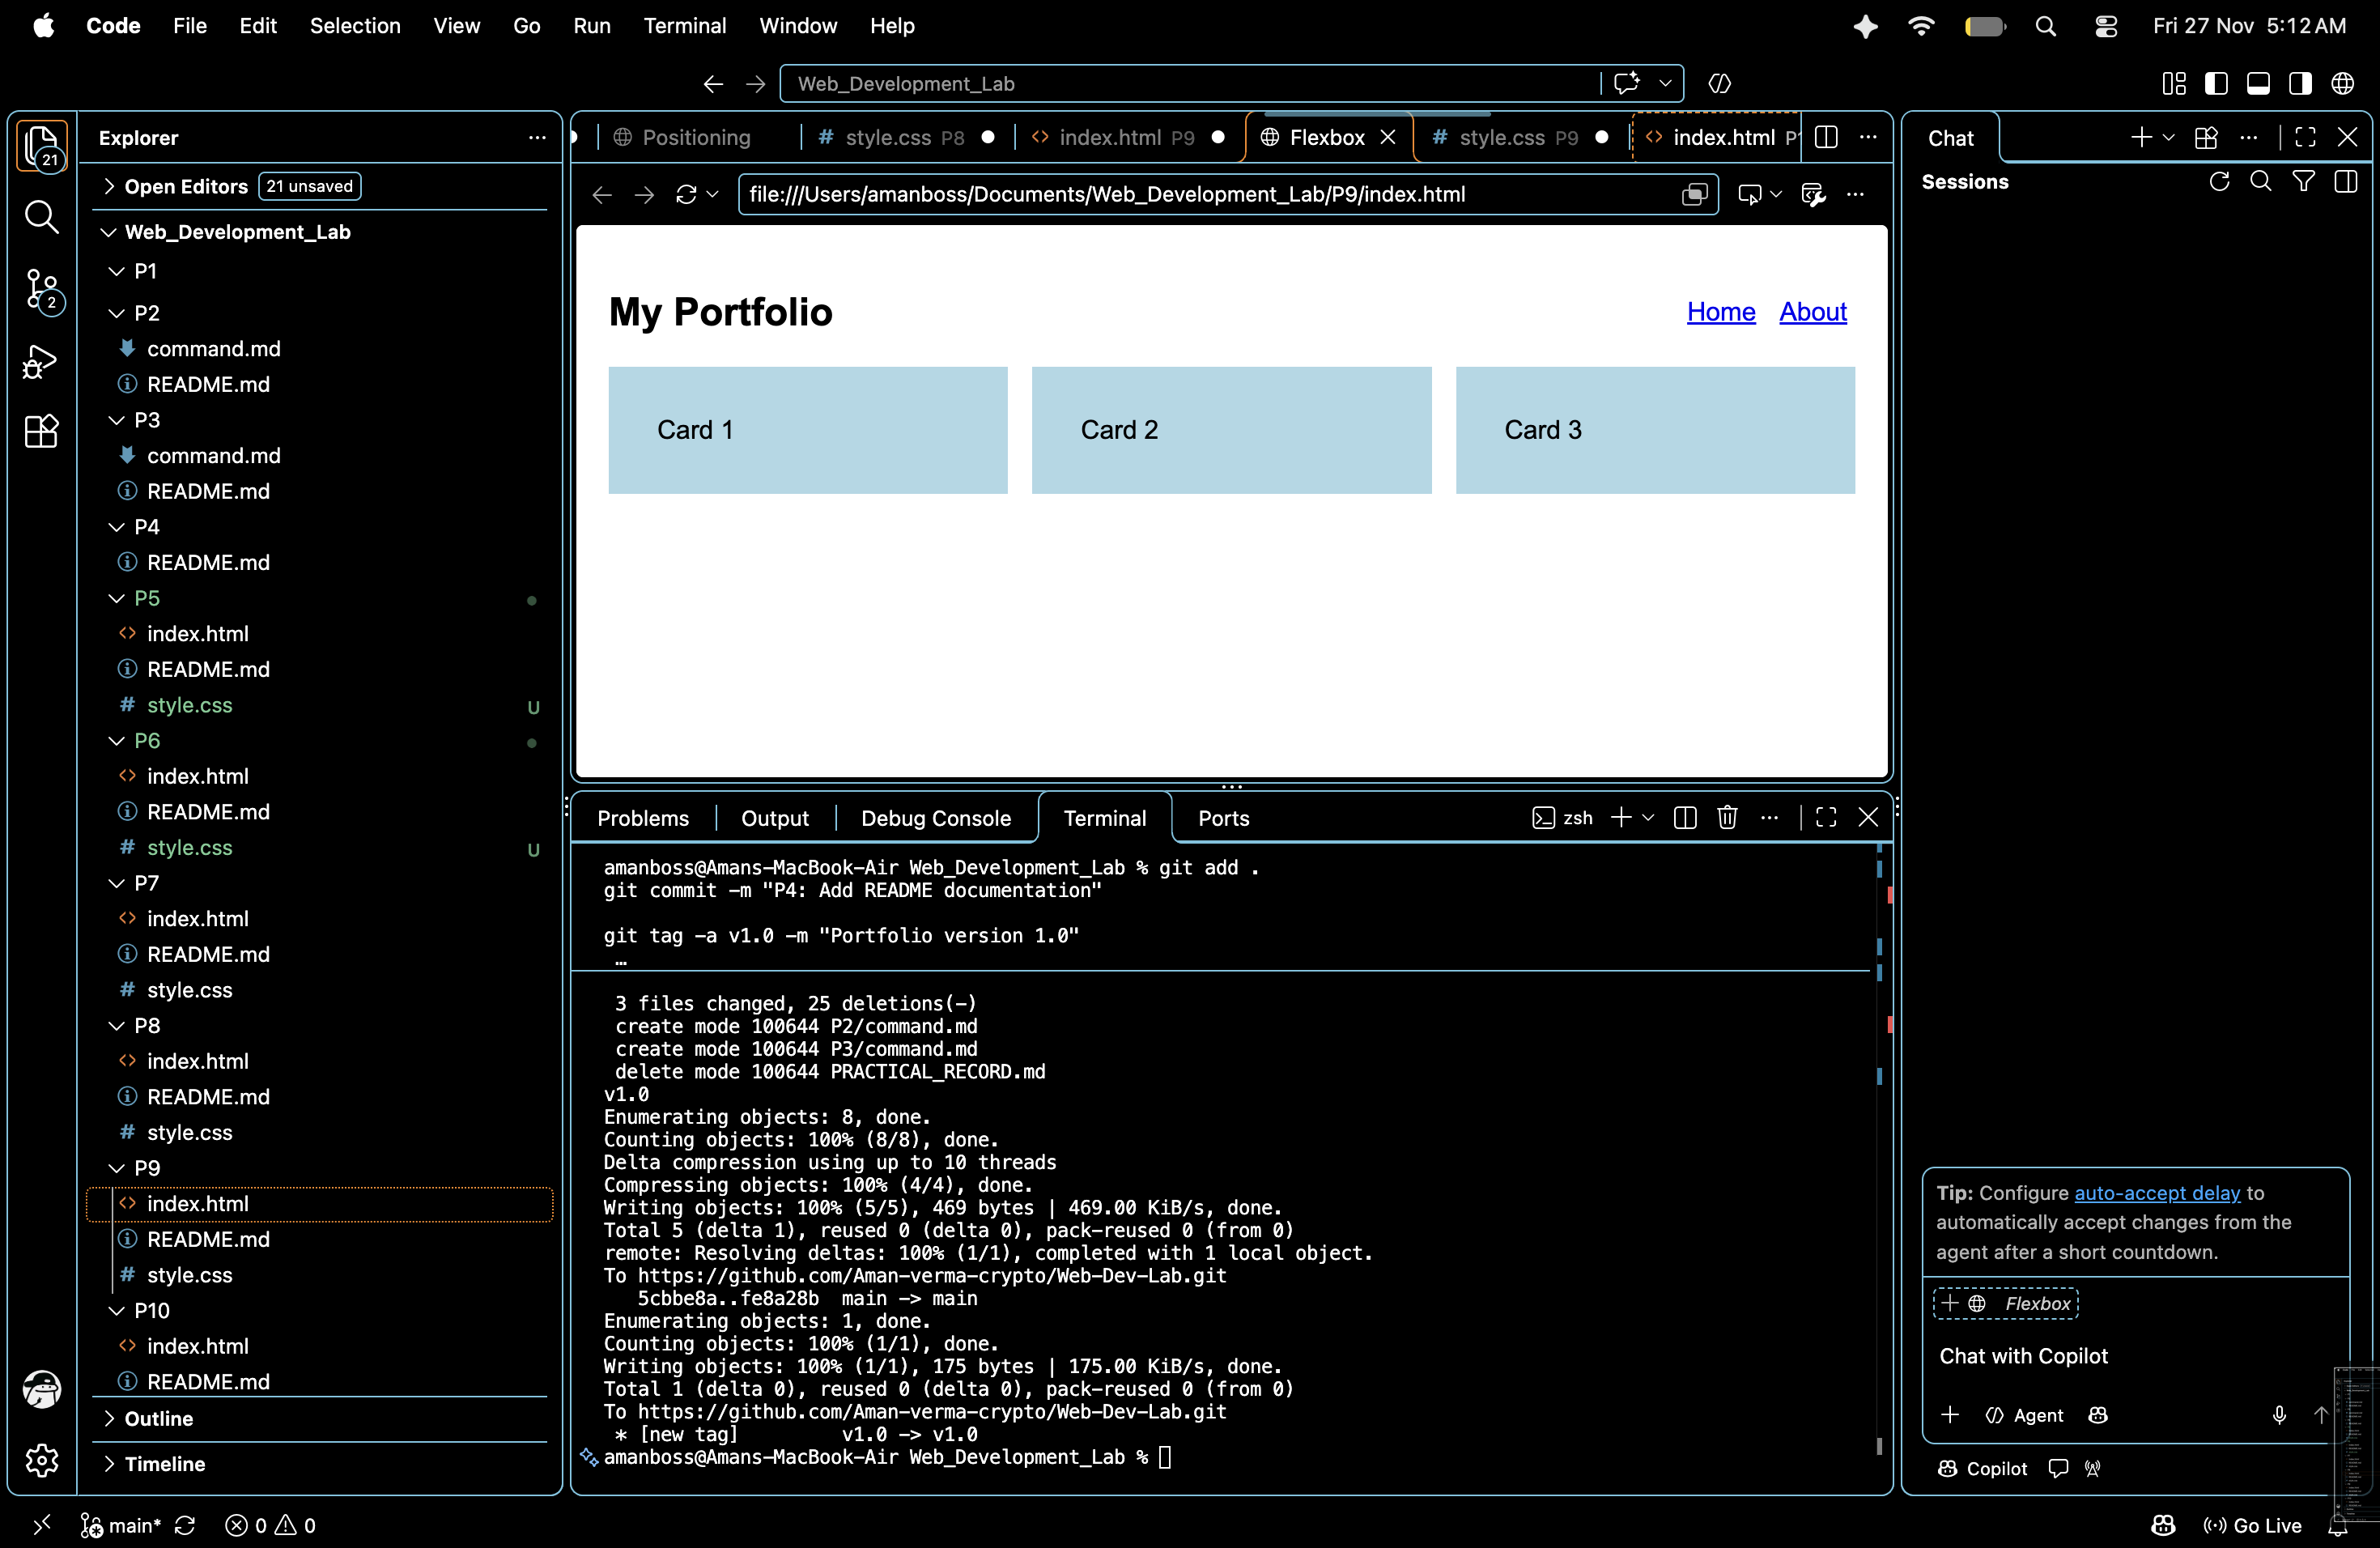 Code File Edit Selection View Go Run Terminal Window Help Fri 27 Nov 5:12 AM
Web_Development_Lab
Explorer
21
Open Editors 21 unsaved
Web_Development_Lab
P1
P2
2
command.md
README.md
P3
command.md
README.md
P4
README.md
P5
index.html
README.md
style.css U
P6
index.html
README.md
style.css U
P7
index.html
README.md
style.css
P8
index.html
README.md
style.css
P9
index.html
README.md
style.css
P10
index.html
README.md
Outline
Timeline
Positioning style.css P8 index.html P9 Flexbox style.css P9 index.html
file:///Users/amanboss/Documents/Web_Development_Lab/P9/index.html
My Portfolio Home About
Card 1 Card 2 Card 3
Problems Output Debug Console Terminal Ports zsh
amanboss@Amans-MacBook-Air Web_Development_Lab % git add .
git commit -m "P4: Add README documentation"
git tag -a v1.0 -m "Portfolio version 1.0"
…
3 files changed, 25 deletions(-)
create mode 100644 P2/command.md
create mode 100644 P3/command.md
delete mode 100644 PRACTICAL_RECORD.md
v1.0
Enumerating objects: 8, done.
Counting objects: 100% (8/8), done.
Delta compression using up to 10 threads
Compressing objects: 100% (4/4), done.
Writing objects: 100% (5/5), 469 bytes | 469.00 KiB/s, done.
Total 5 (delta 1), reused 0 (delta 0), pack-reused 0 (from 0)
remote: Resolving deltas: 100% (1/1), completed with 1 local object.
To https://github.com/Aman-verma-crypto/Web-Dev-Lab.git
5cbbe8a..fe8a28b main -> main
Enumerating objects: 1, done.
Counting objects: 100% (1/1), done.
Writing objects: 100% (1/1), 175 bytes | 175.00 KiB/s, done.
Total 1 (delta 0), reused 0 (delta 0), pack-reused 0 (from 0)
To https://github.com/Aman-verma-crypto/Web-Dev-Lab.git
* [new tag] v1.0 -> v1.0
amanboss@Amans-MacBook-Air Web_Development_Lab %
Chat
Sessions
Tip: Configure auto-accept delay to
automatically accept changes from the
agent after a short countdown.
Flexbox
Chat with Copilot
Agent
Copilot
main* 0 0 Go Live